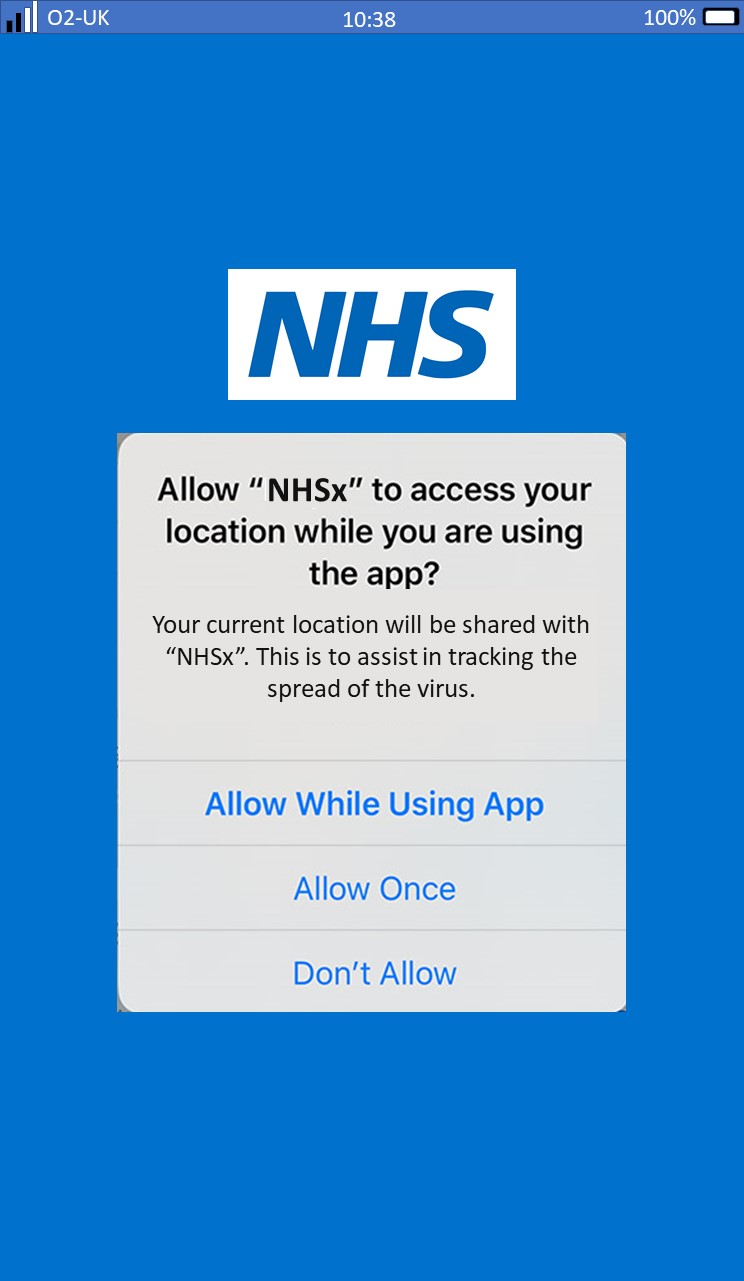 O2-UK 10:38 100%
NHS
Allow “NHSx” to access your
location while you are using
the app?
Your current location will be shared with
“NHSx”. This is to assist in tracking the
spread of the virus.
Allow While Using App
Allow Once
Don’t Allow